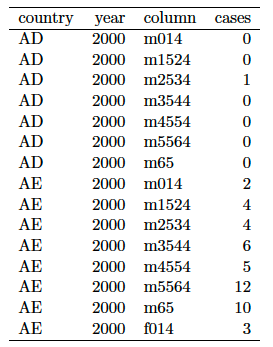 country year column cases
AD 2000 m014 0
AD 2000 m1524 0
AD 2000 m2534 1
AD 2000 m3544 0
AD 2000 m4554 0
AD 2000 m5564 0
AD 2000 m65 0
AE 2000 m014 2
AE 2000 m1524 4
AE 2000 m2534 4
AE 2000 m3544 6
AE 2000 m4554 5
AE 2000 m5564 12
AE 2000 m65 10
AE 2000 f014 3